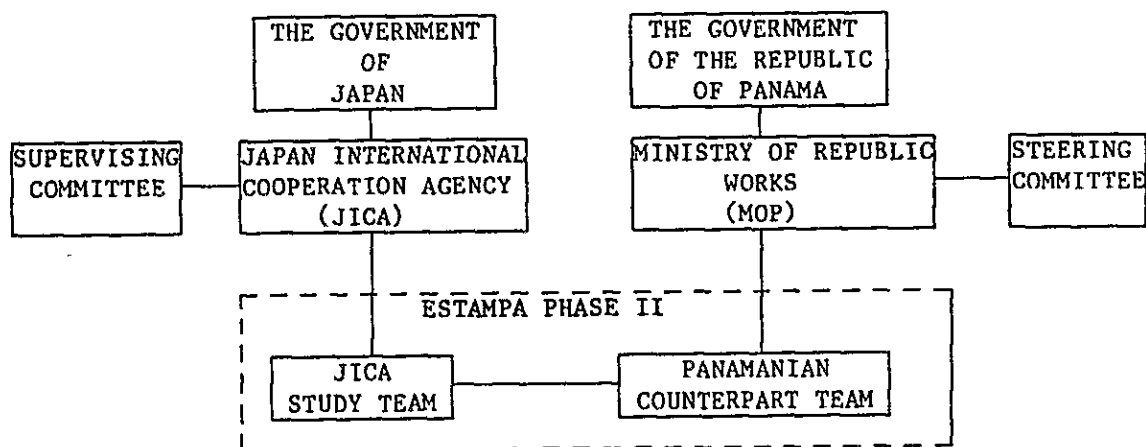 THE GOVERNMENT
OF
JAPAN
THE GOVERNMENT
OF THE REPUBLIC
OF PANAMA
SUPERVISING
COMMITTEE
JAPAN INTERNATIONAL
COOPERATION AGENCY
(JICA)
MINISTRY OF REPUBLIC
WORKS
(MOP)
STEERING
COMMITTEE
ESTAMPA PHASE II
JICA
STUDY TEAM
PANAMANIAN
COUNTERPART TEAM